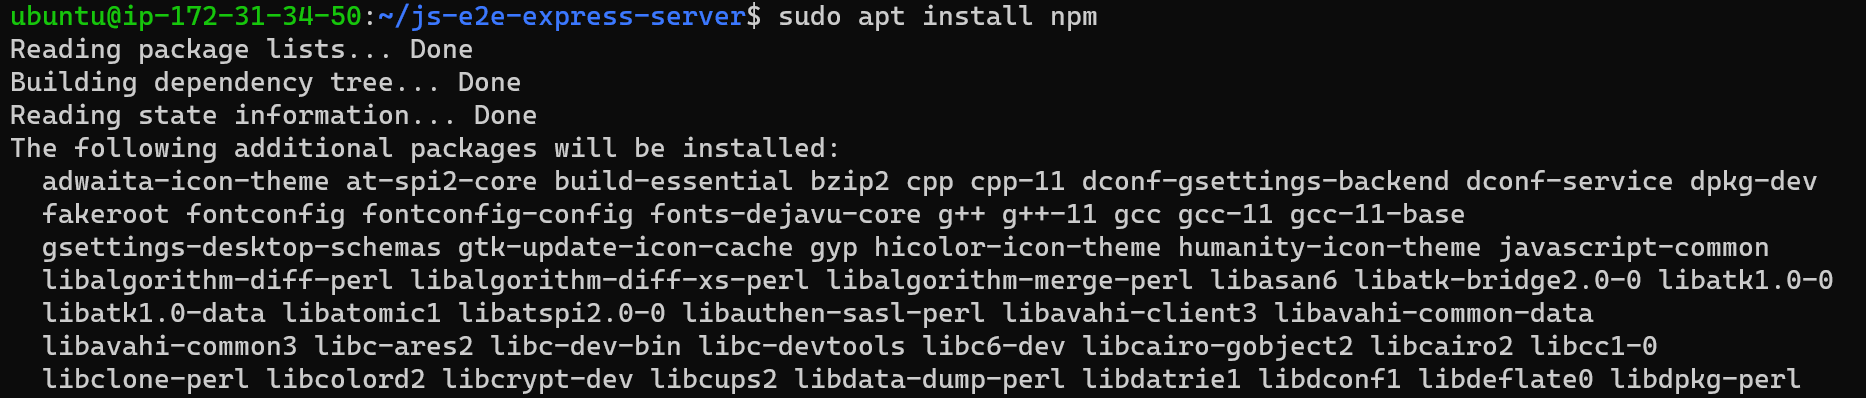 ubuntu@ip-172-31-34-50:~/js-e2e-express-server$ sudo apt install npm
Reading package lists... Done
Building dependency tree... Done
Reading state information... Done
The following additional packages will be installed:
  adwaita-icon-theme at-spi2-core build-essential bzip2 cpp cpp-11 dconf-gsettings-backend dconf-service dpkg-dev
  fakeroot fontconfig fontconfig-config fonts-dejavu-core g++ g++-11 gcc gcc-11 gcc-11-base
  gsettings-desktop-schemas gtk-update-icon-cache gyp hicolor-icon-theme humanity-icon-theme javascript-common
  libalgorithm-diff-perl libalgorithm-diff-xs-perl libalgorithm-merge-perl libasan6 libatk-bridge2.0-0 libatk1.0-0
  libatk1.0-data libatomic1 libatspi2.0-0 libauthen-sasl-perl libavahi-client3 libavahi-common-data
  libavahi-common3 libc-ares2 libc-dev-bin libc-devtools libc6-dev libcairo-gobject2 libcairo2 libcc1-0
  libclone-perl libcolord2 libcrypt-dev libcups2 libdata-dump-perl libdatrie1 libdconf1 libdeflate0 libdpkg-perl